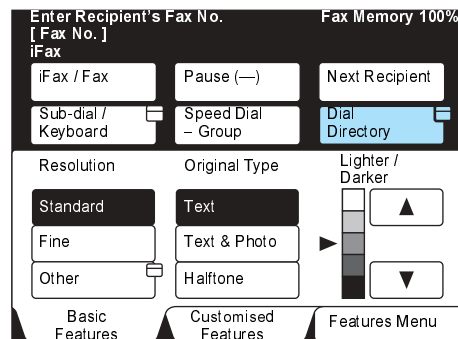 Enter Recipient's Fax No. Fax Memory 100%
[ Fax No. ]
iFax
iFax / Fax Pause (—) Next Recipient
Sub-dial / Speed Dial Dial
Keyboard – Group Directory
Resolution Original Type Lighter /
Darker
Standard Text
Fine Text & Photo
Other Halftone
Basic Customised Features Menu
Features Features